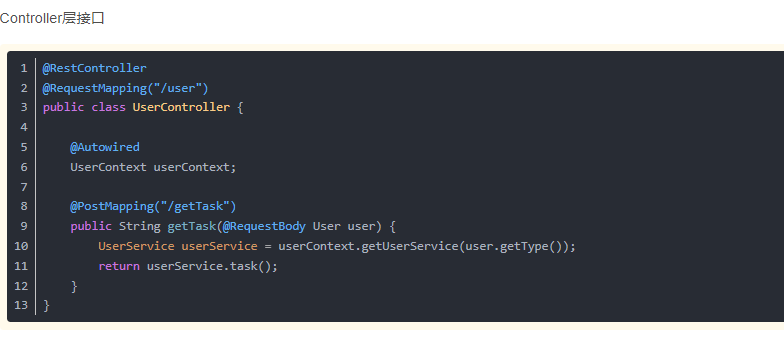 Controller层接口
1 @RestController
2 @RequestMapping("/user")
3 public class UserController {
4
5     @Autowired
6     UserContext userContext;
7
8     @PostMapping("/getTask")
9     public String getTask(@RequestBody User user) {
10         UserService userService = userContext.getUserService(user.getType());
11         return userService.task();
12     }
13 }